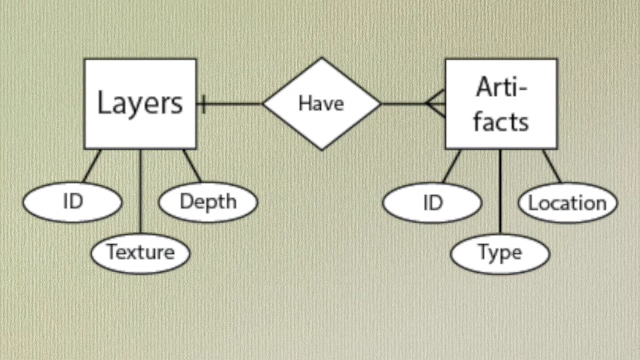 Layers
Have
Arti-
facts
ID
Depth
Texture
ID
Location
Type